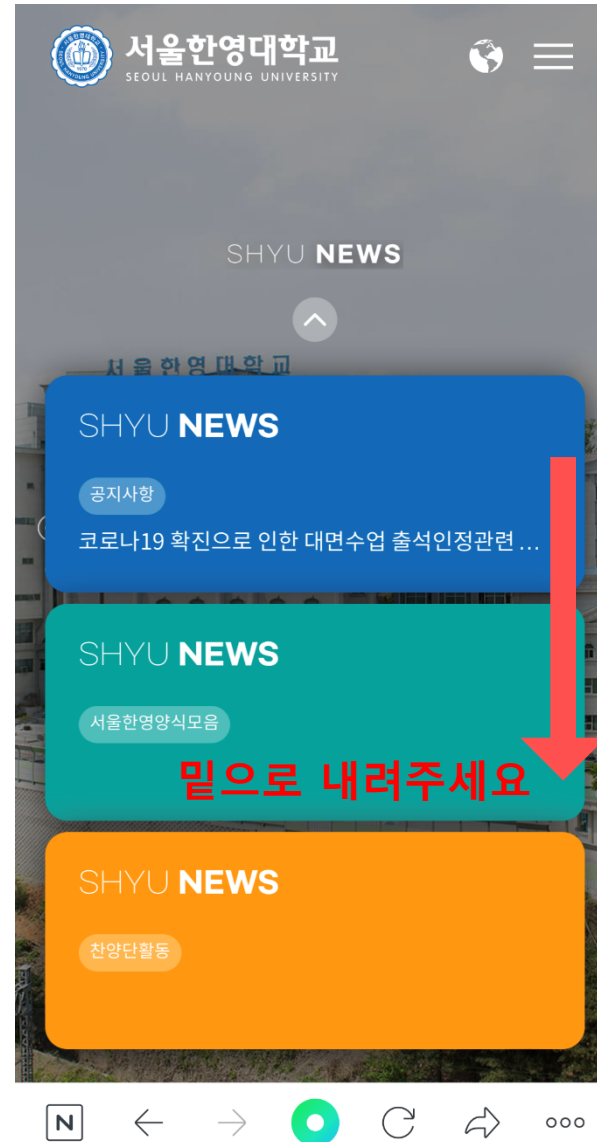 서울한영대학교
SEOUL HANYOUNG UNIVERSITY
SHYU NEWS
서울한영대학교
SHYU NEWS
공지사항
코로나19 확진으로 인한 대면수업 출석인정관련 ...
SHYU NEWS
서울한영양식모음
밑으로 내려주세요
SHYU NEWS
찬양단활동
N